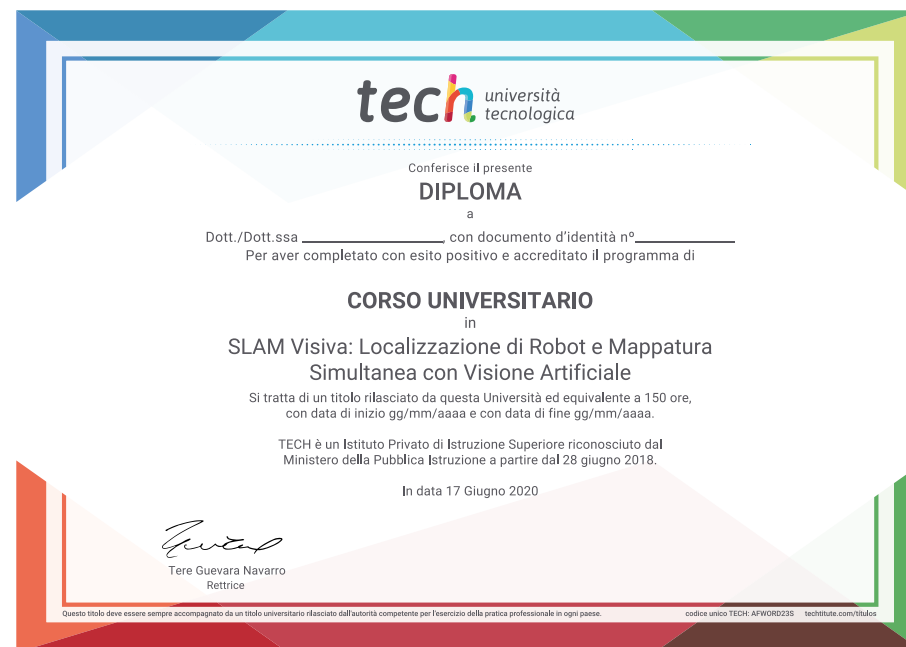 tech università
tecnologica
Conferisce il presente
DIPLOMA
a
Dott./Dott.ssa ________________, con documento d'identità nº____________
Per aver completato con esito positivo e accreditato il programma di
CORSO UNIVERSITARIO
in
SLAM Visiva: Localizzazione di Robot e Mappatura
Simultanea con Visione Artificiale
Si tratta di un titolo rilasciato da questa Università ed equivalente a 150 ore,
con data di inizio gg/mm/aaaa e con data di fine gg/mm/aaaa.
TECH è un Istituto Privato di Istruzione Superiore riconosciuto dal
Ministero della Pubblica Istruzione a partire dal 28 giugno 2018.
In data 17 Giugno 2020
Tere Guevara Navarro
Rettrice
Questo titolo deve essere sempre accompagnato da un titolo universitario rilasciato dall'autorità competente per l'esercizio della pratica professionale in ogni paese. codice unico TECH: AFWORD23S techtitute.com/titulos